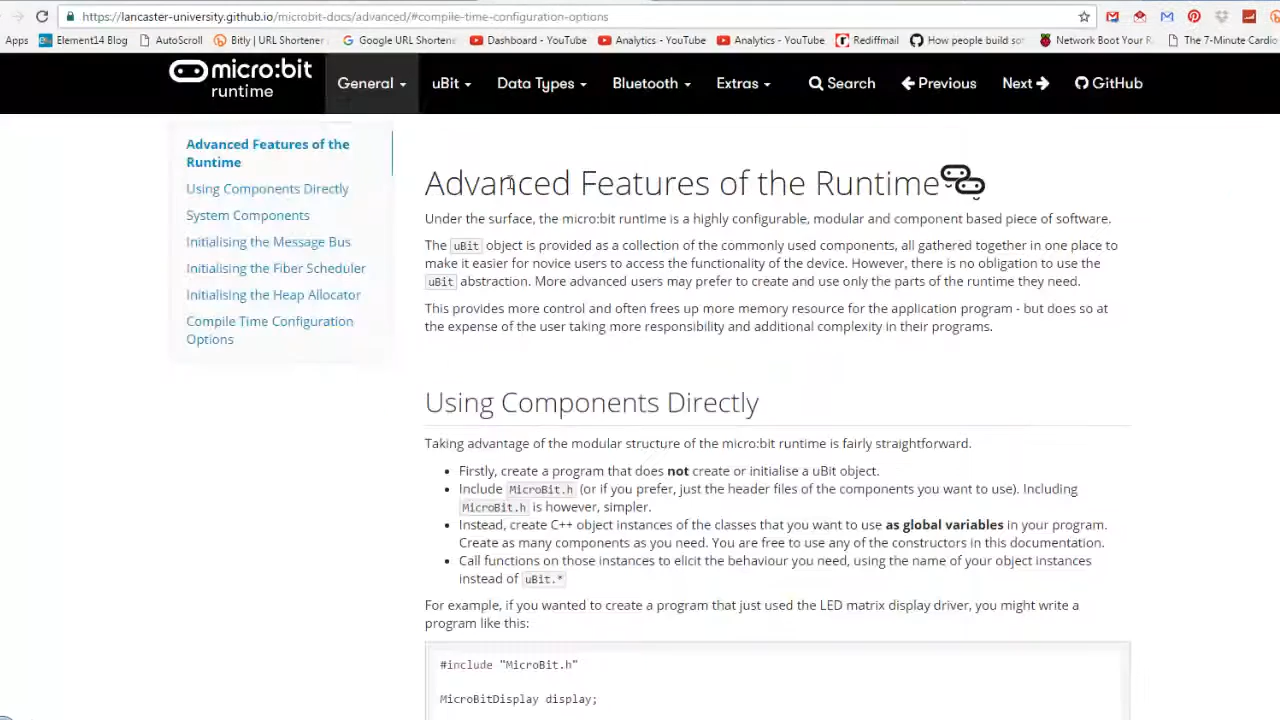 https://lancaster-university.github.io/microbit-docs/advanced/#compile-time-configuration-options
Apps Element14 Blog AutoScroll Bitly | URL Shortener Google URL Shorten Dashboard - YouTube Analytics - YouTube Analytics - YouTube Rediffmail How people build so Network Boot Your R The 7-Minute Cardio
micro:bit
runtime
General uBit Data Types Bluetooth Extras Search Previous Next GitHub
Advanced Features of the
Runtime
Using Components Directly
System Components
Initialising the Message Bus
Initialising the Fiber Scheduler
Initialising the Heap Allocator
Compile Time Configuration
Options
Advanced Features of the Runtime
Under the surface, the micro:bit runtime is a highly configurable, modular and component based piece of software.
The uBit object is provided as a collection of the commonly used components, all gathered together in one place to
make it easier for novice users to access the functionality of the device. However, there is no obligation to use the
uBit abstraction. More advanced users may prefer to create and use only the parts of the runtime they need.
This provides more control and often frees up more memory resource for the application program - but does so at
the expense of the user taking more responsibility and additional complexity in their programs.
Using Components Directly
Taking advantage of the modular structure of the micro:bit runtime is fairly straightforward.
• Firstly, create a program that does not create or initialise a uBit object.
• Include MicroBit.h (or if you prefer, just the header files of the components you want to use). Including
MicroBit.h is however, simpler.
• Instead, create C++ object instances of the classes that you want to use as global variables in your program.
Create as many components as you need. You are free to use any of the constructors in this documentation.
• Call functions on those instances to elicit the behaviour you need, using the name of your object instances
instead of uBit.*
For example, if you wanted to create a program that just used the LED matrix display driver, you might write a
program like this:
#include "MicroBit.h"
MicroBitDisplay display;